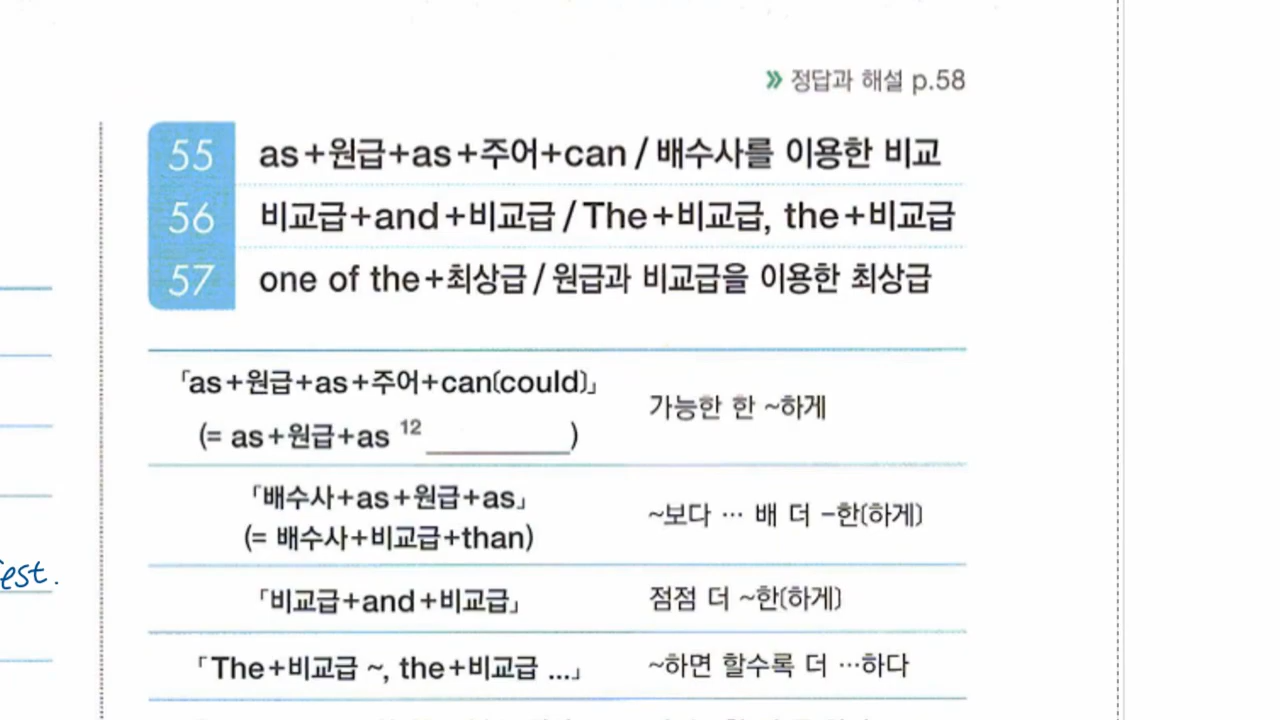 » 정답과 해설 p.58
55 as+원급+as+주어+can / 배수사를 이용한 비교
56 비교급+and+비교급 / The+비교급, the+비교급
57 one of the+최상급 / 원급과 비교급을 이용한 최상급
「as+원급+as+주어+can(could)」
(= as+원급+as 12 __________)
가능한 한 ~하게
「배수사+as+원급+as」
(= 배수사+비교급+than)
~보다 … 배 더 –한(하게)
est.
「비교급+and+비교급」 점점 더 ~한(하게)
「The+비교급 ~, the+비교급 ...」 ~하면 할수록 더 …하다